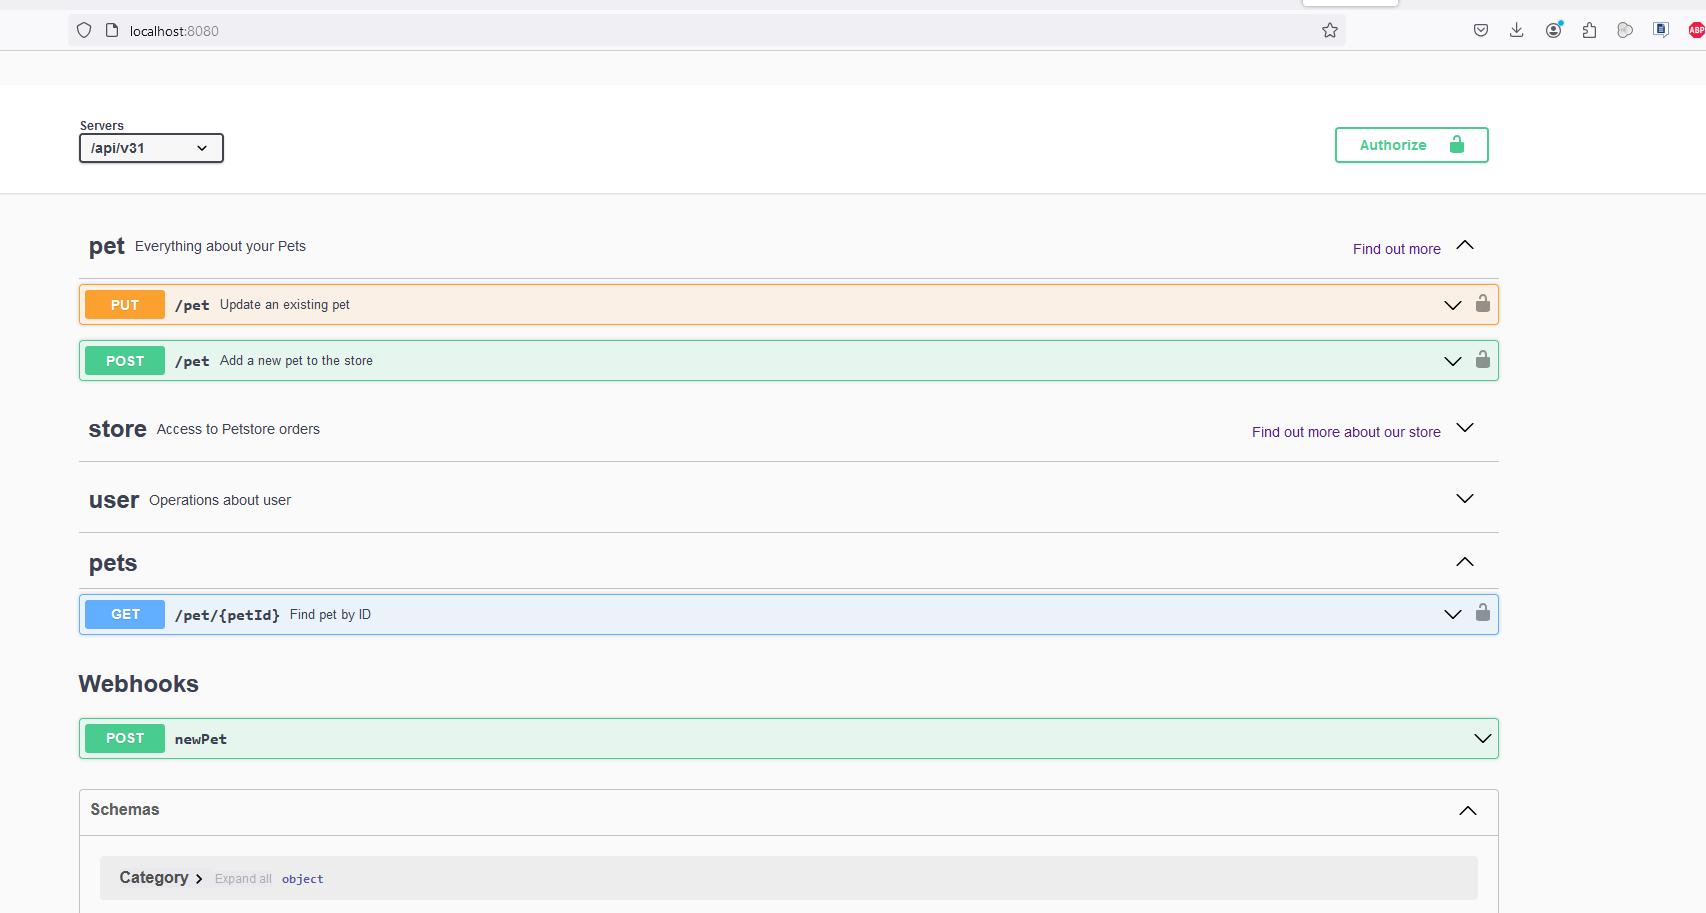 localhost:8080
ABP
Servers
/api/v31
Authorize
pet Everything about your Pets Find out more
PUT /pet Update an existing pet
POST /pet Add a new pet to the store
store Access to Petstore orders Find out more about our store
user Operations about user
pets
GET /pet/{petId} Find pet by ID
Webhooks
POST newPet
Schemas
Category Expand all object